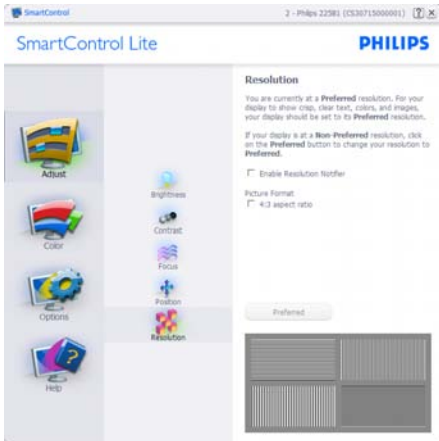 SmartControl
2 - Philips 225B1 (CS30715000001)
SmartControl Lite
PHILIPS
Adjust
Color
Options
Help
Brightness
Contrast
Focus
Position
Resolution
Resolution
You are currently at a Preferred resolution. For your
display to show crisp, clear text, colors, and images,
your display should be set to its Preferred resolution.
If your display is at a Non-Preferred resolution, click
on the Preferred button to change your resolution to
Preferred.
Enable Resolution Notifier
Picture Format
4:3 aspect ratio
Preferred